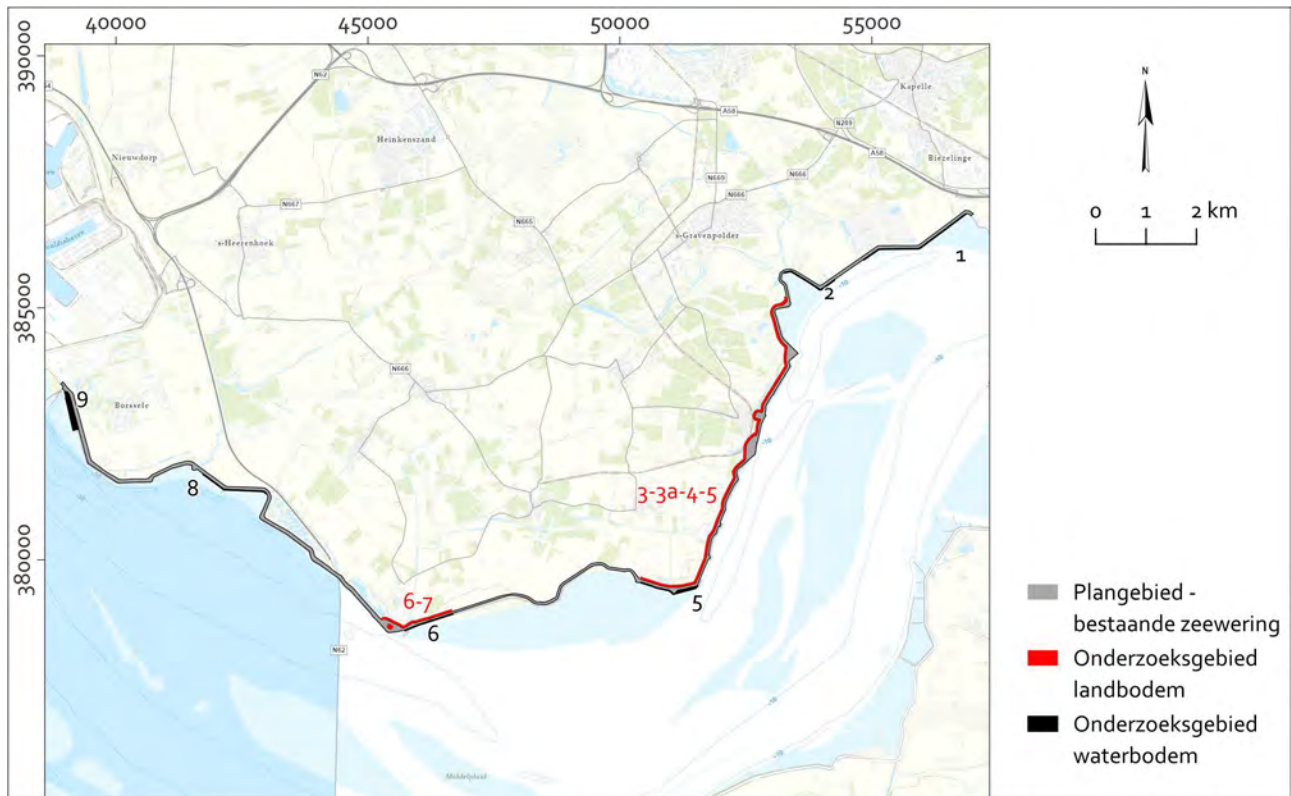 40000 45000 50000 55000
390000
385000
380000
N62
A58
Kapelle
N289
A58
Biezelinge
Heinkenszand
Nieuwdorp
N669
N666
N666
N667
N665
's-Heerenhoek
's-Gravenpolder
1
2
N666
9
Borssele
8
3-3a-4-5
6-7
6
5
N62
Middelplaat
N
0 1 2 km
Plangebied -
bestaande zeewering
Onderzoeksgebied
landbodem
Onderzoeksgebied
waterbodem